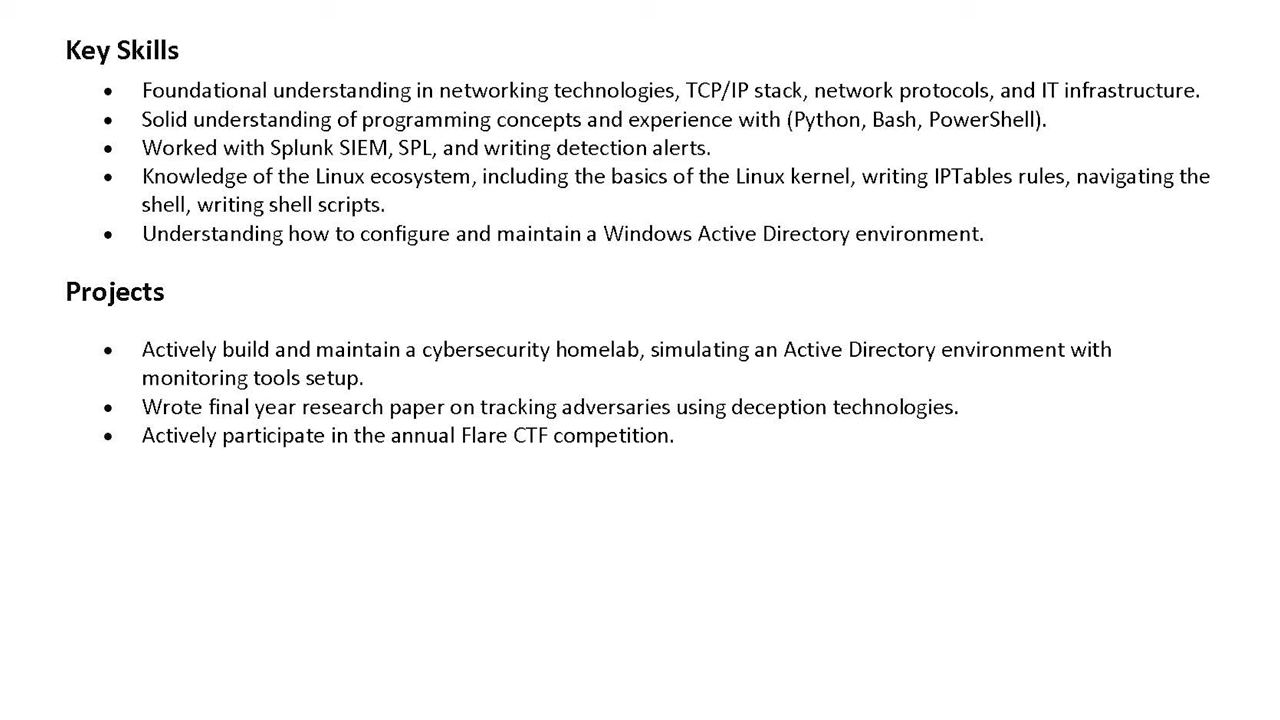 Key Skills
• Foundational understanding in networking technologies, TCP/IP stack, network protocols, and IT infrastructure.
• Solid understanding of programming concepts and experience with (Python, Bash, PowerShell).
• Worked with Splunk SIEM, SPL, and writing detection alerts.
• Knowledge of the Linux ecosystem, including the basics of the Linux kernel, writing IPTables rules, navigating the
shell, writing shell scripts.
• Understanding how to configure and maintain a Windows Active Directory environment.
Projects
• Actively build and maintain a cybersecurity homelab, simulating an Active Directory environment with
monitoring tools setup.
• Wrote final year research paper on tracking adversaries using deception technologies.
• Actively participate in the annual Flare CTF competition.